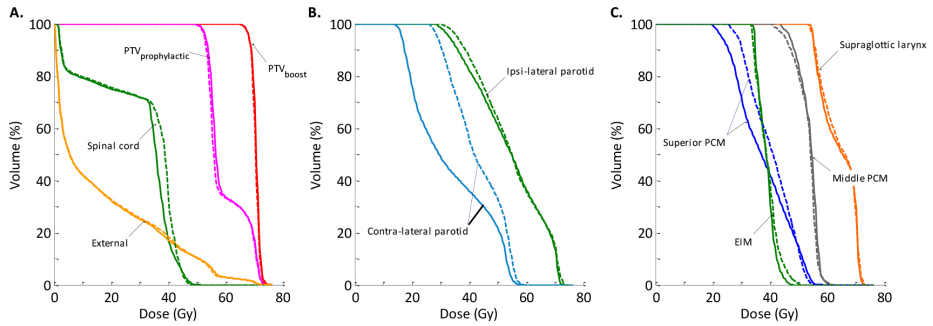 A.
100
80
60
40
20
0
Volume (%)
0 20 40 60 80
Dose (Gy)
PTVprophylactic
PTVboost
Spinal cord
External
B.
100
80
60
40
20
0
Volume (%)
0 20 40 60 80
Dose (Gy)
Ipsi-lateral parotid
Contra-lateral parotid
C.
100
80
60
40
20
0
Volume (%)
0 20 40 60 80
Dose (Gy)
Supraglottic larynx
Superior PCM
Middle PCM
EIM